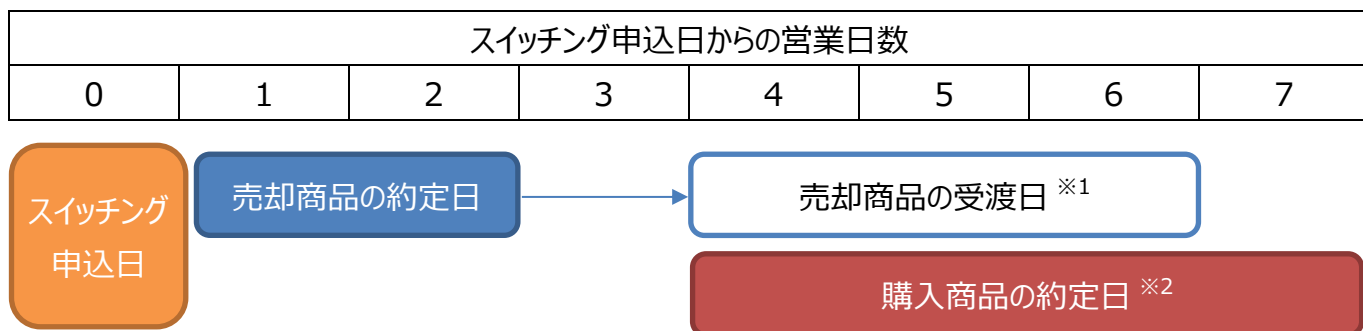 スイッチング申込日からの営業日数
0 1 2 3 4 5 6 7
スイッチング
申込日
売却商品の約定日
売却商品の受渡日 ※1
購入商品の約定日 ※2